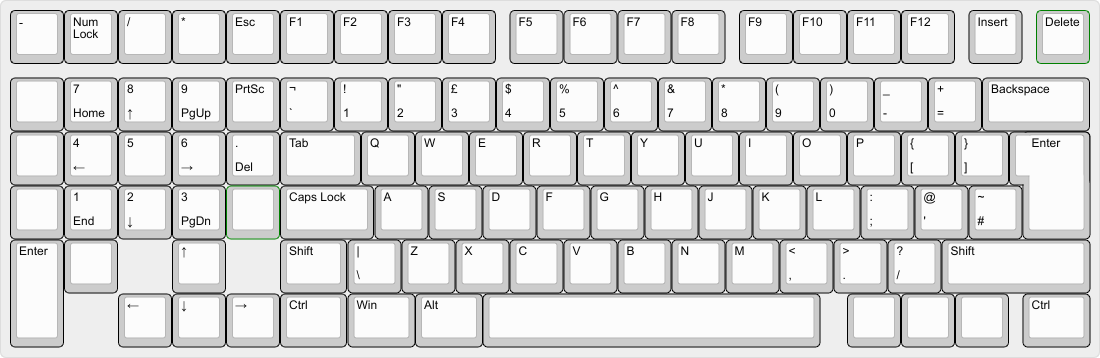 - Num Lock / * Esc F1 F2 F3 F4 F5 F6 F7 F8 F9 F10 F11 F12 Insert Delete
7 8 9 PrtSc ¬ ! " £ $ % ^ & * ( ) _ + Backspace
Home ↑ PgUp ` 1 2 3 4 5 6 7 8 9 0 - =
4 5 6 . Tab Q W E R T Y U I O P { } Enter
← → Del [ ]
1 2 3 Caps Lock A S D F G H J K L : @ ~
End ↓ PgDn ; ' #
Enter ↑ Shift | Z X C V B N M < > ? Shift
\ , . /
← ↓ → Ctrl Win Alt Ctrl